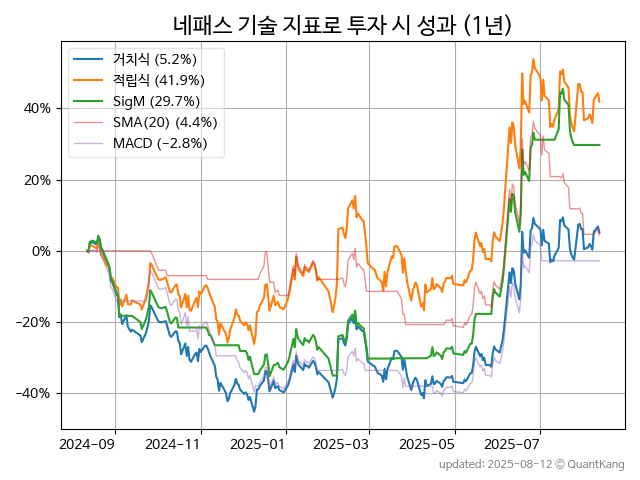 네패스 기술 지표로 투자 시 성과 (1년)
거치식 (5.2%)
적립식 (41.9%)
SigM (29.7%)
SMA(20) (4.4%)
MACD (−2.8%)
40%
20%
0%
−20%
−40%
2024−09 2024−11 2025−01 2025−03 2025−05 2025−07
updated: 2025−08−12 © QuantKang